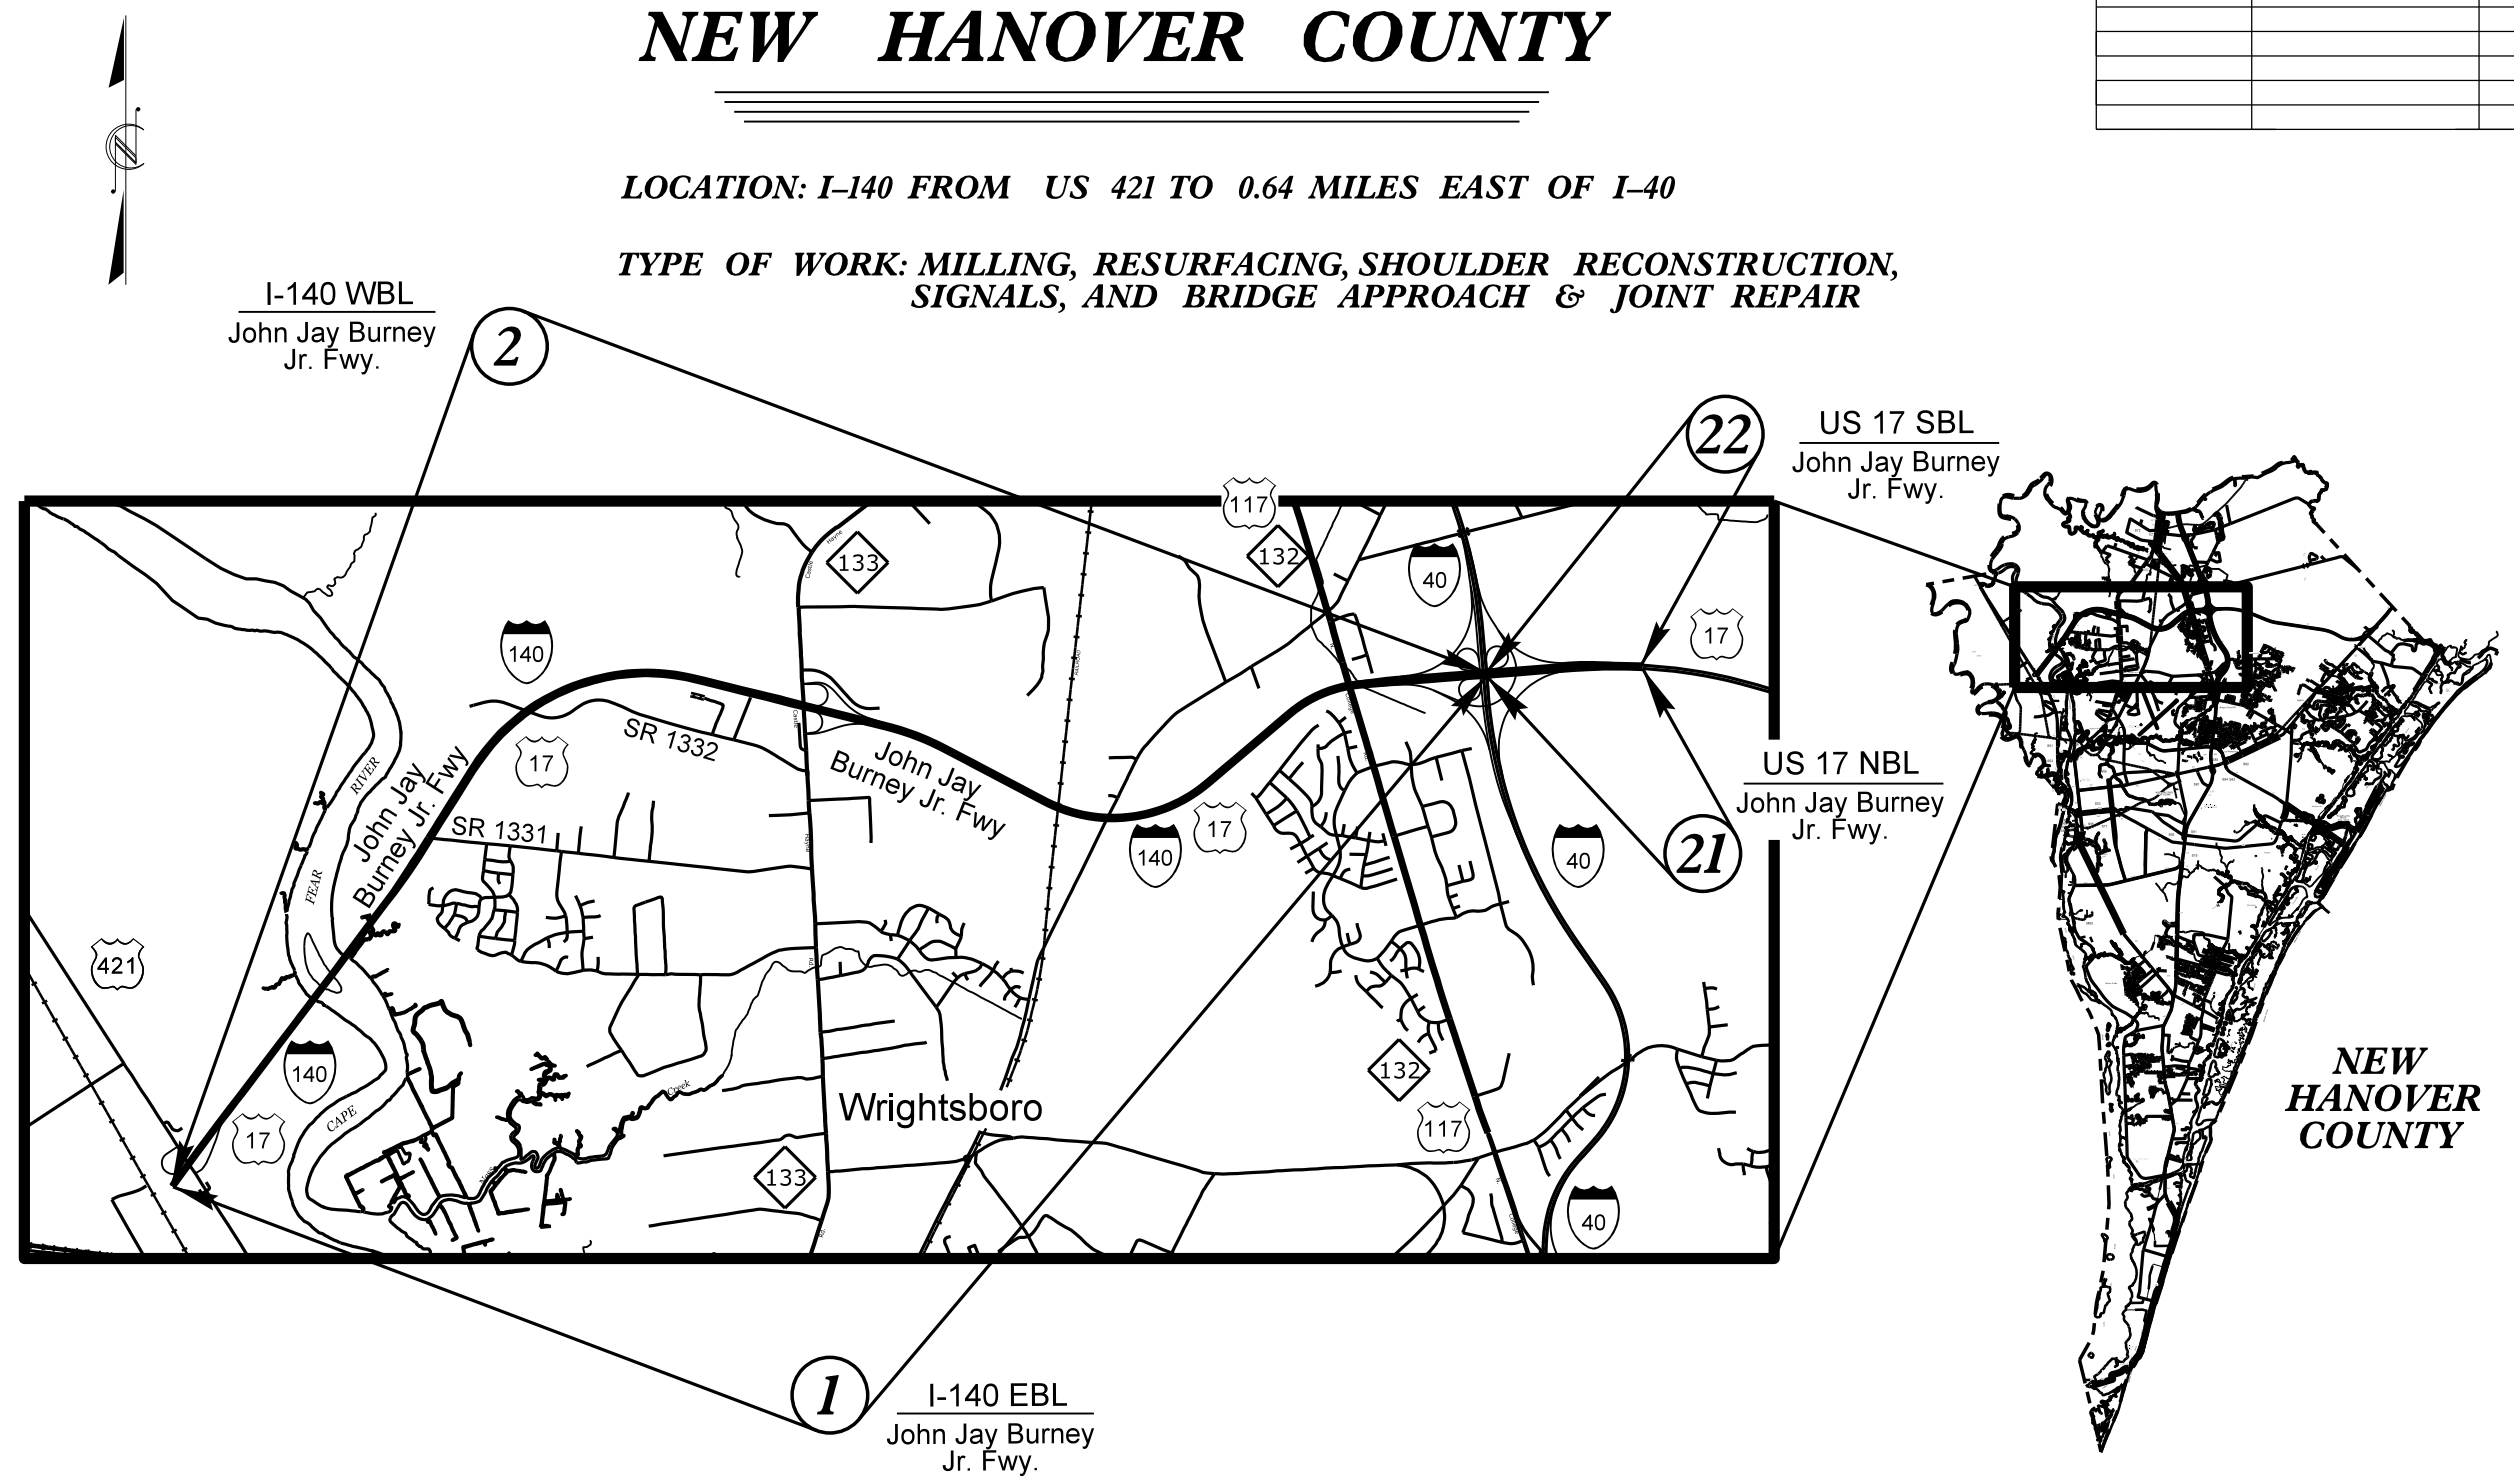 NEW HANOVER COUNTY
LOCATION: I–140 FROM US 421 TO 0.64 MILES EAST OF I–40
TYPE OF WORK: MILLING, RESURFACING, SHOULDER RECONSTRUCTION,
SIGNALS, AND BRIDGE APPROACH & JOINT REPAIR
N
I-140 WBL
John Jay Burney
Jr. Fwy.
2
22
US 17 SBL
John Jay Burney
Jr. Fwy.
117
132
133
Hayne
Castle
40
140
17
SR 1332
17
John Jay
Burney Jr. Fwy
John Jay
Burney Jr. Fwy
RIVER
SR 1331
FEAR
17
140
40
US 17 NBL
John Jay Burney
Jr. Fwy.
21
421
140
17
CAPE
Creek
Wrightsboro
132
117
133
40
NEW
HANOVER
COUNTY
1
I-140 EBL
John Jay Burney
Jr. Fwy.